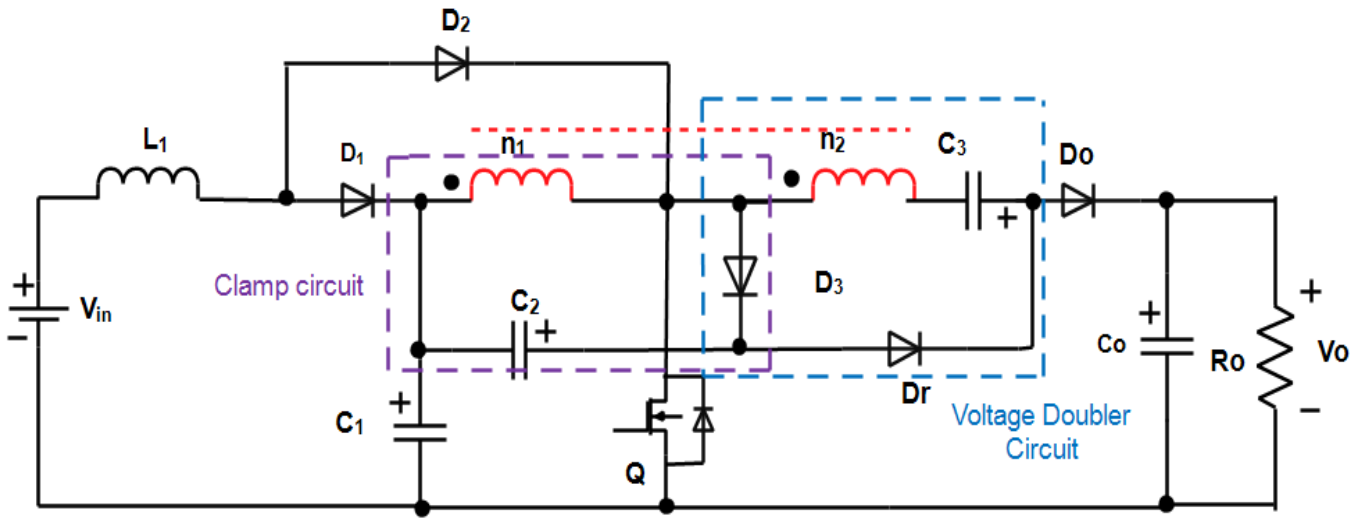 D₂
L₁
D₁
n₁
n₂
C₃
Do
+
+
Vin
−
Clamp circuit
C₂
+
D₃
+
Co
+
Ro
Vo
−
Dr
+
C₁
Q
Voltage Doubler
Circuit